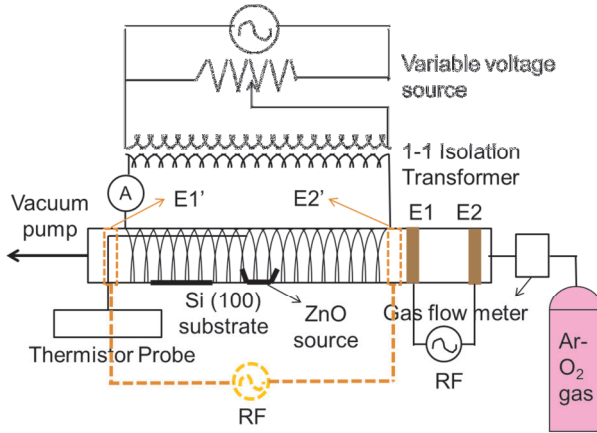 Variable voltage
source
1-1 Isolation
Transformer
A
E1’
E2’
E1
E2
Vacuum
pump
Si (100)
substrate
ZnO
source
Gas flow meter
Thermistor Probe
RF
RF
Ar-
O2
gas